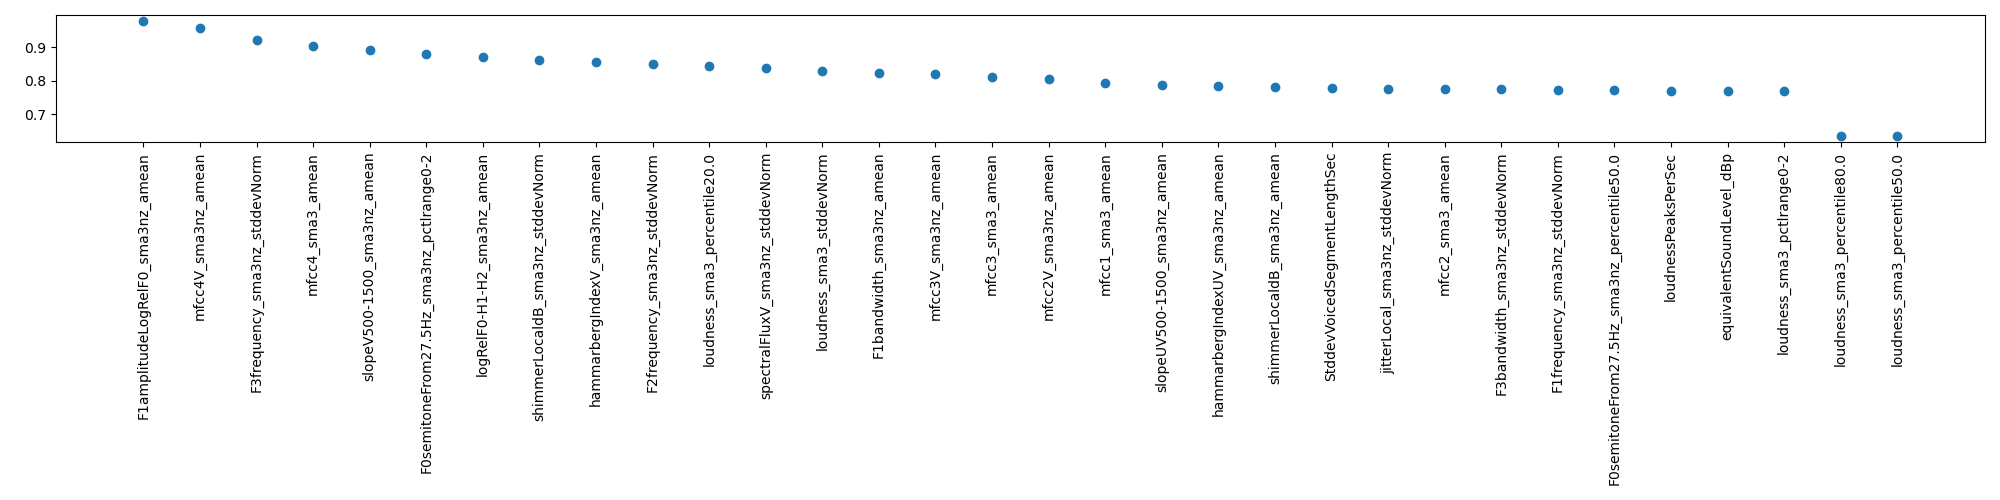 0.9
0.8
0.7
F1amplitudeLogRelF0_sma3nz_amean
mfcc4V_sma3nz_amean
F3frequency_sma3nz_stddevNorm
mfcc4_sma3_amean
slopeV500-1500_sma3nz_amean
F0semitoneFrom27.5Hz_sma3nz_pctlrange0-2
logRelF0-H1-H2_sma3nz_amean
shimmerLocaldB_sma3nz_stddevNorm
hammarbergIndexV_sma3nz_amean
F2frequency_sma3nz_stddevNorm
loudness_sma3_percentile20.0
spectralFluxV_sma3nz_stddevNorm
loudness_sma3_stddevNorm
F1bandwidth_sma3nz_amean
mfcc3V_sma3nz_amean
mfcc3_sma3_amean
mfcc2V_sma3nz_amean
mfcc1_sma3_amean
slopeUV500-1500_sma3nz_amean
hammarbergIndexUV_sma3nz_amean
shimmerLocaldB_sma3nz_amean
StddevVoicedSegmentLengthSec
jitterLocal_sma3nz_stddevNorm
mfcc2_sma3_amean
F3bandwidth_sma3nz_stddevNorm
F1frequency_sma3nz_stddevNorm
F0semitoneFrom27.5Hz_sma3nz_percentile50.0
loudnessPeaksPerSec
equivalentSoundLevel_dBp
loudness_sma3_pctlrange0-2
loudness_sma3_percentile80.0
loudness_sma3_percentile50.0